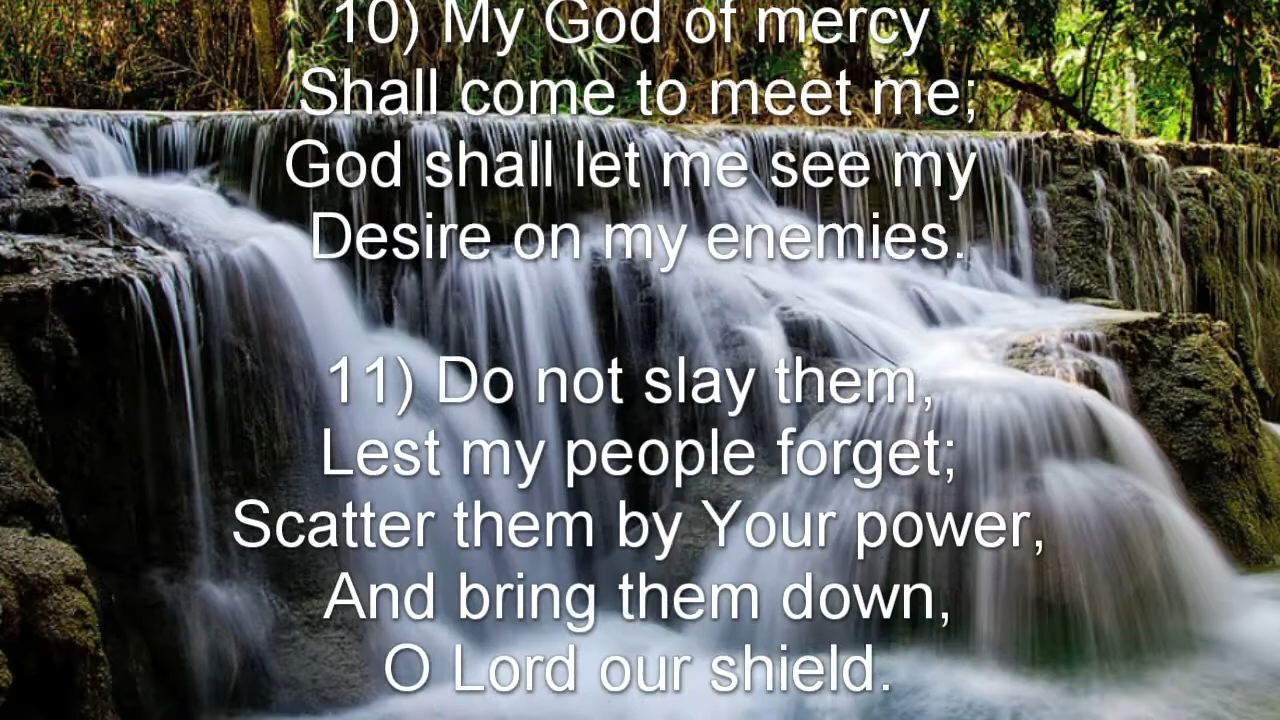 10) My God of mercy
Shall come to meet me;
God shall let me see my
Desire on my enemies.
11) Do not slay them,
Lest my people forget;
Scatter them by Your power,
And bring them down,
O Lord our shield.